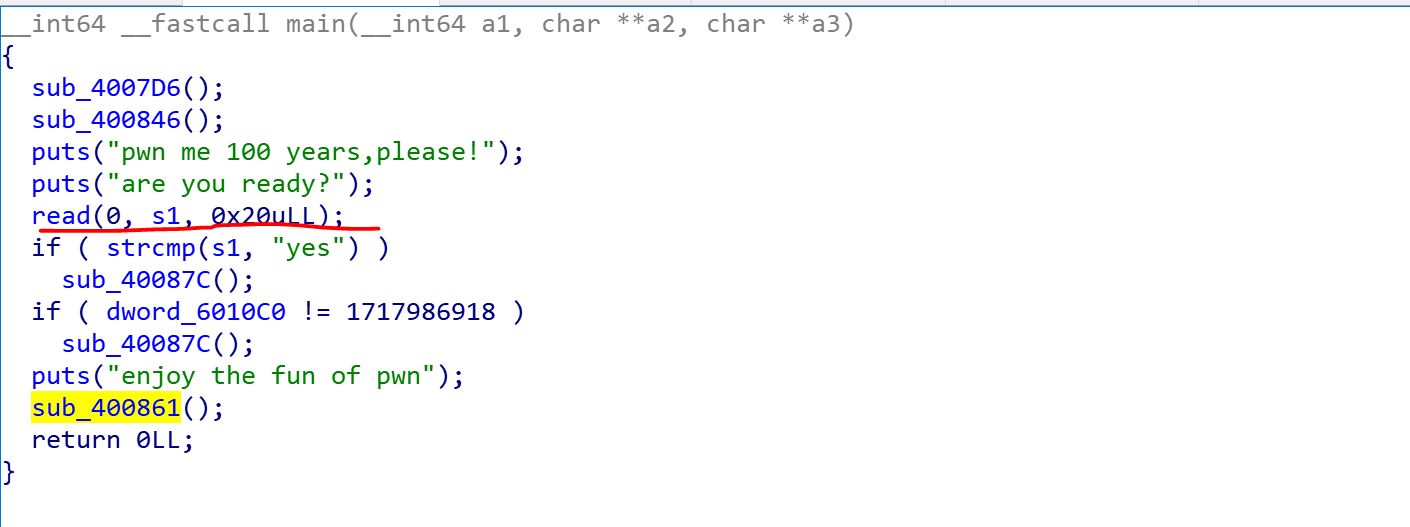 __int64 __fastcall main(__int64 a1, char **a2, char **a3)
{
  sub_4007D6();
  sub_400846();
  puts("pwn me 100 years,please!");
  puts("are you ready?");
  read(0, s1, 0x20uLL);
  if ( strcmp(s1, "yes") )
    sub_40087C();
  if ( dword_6010C0 != 1717986918 )
    sub_40087C();
  puts("enjoy the fun of pwn");
  sub_400861();
  return 0LL;
}